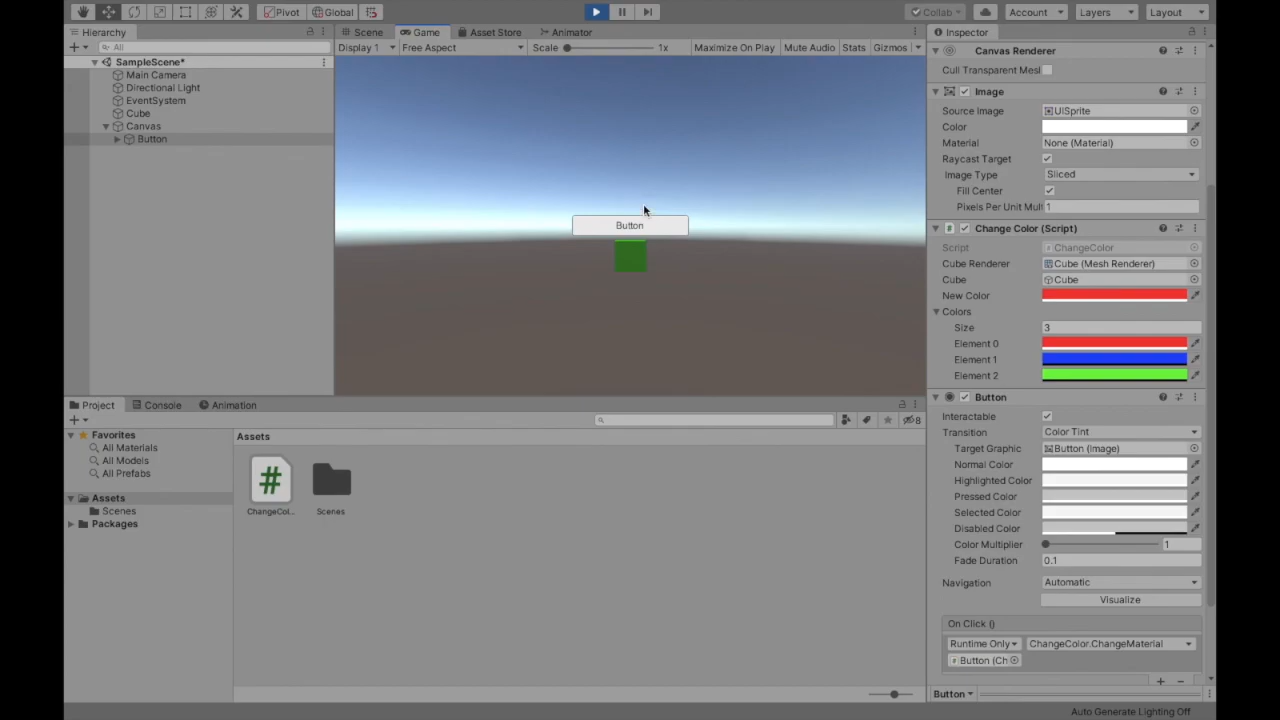 Pivot Global Collab Account Layers Layout
Hierarchy
All
SampleScene*
Main Camera
Directional Light
EventSystem
Cube
Canvas
Button
Scene Game Asset Store Animator
Display 1 Free Aspect Scale 1x Maximize On Play Mute Audio Stats Gizmos
Button
Project Console Animation
8
Favorites
All Materials
All Models
All Prefabs
Assets
Scenes
Packages
Assets
#
ChangeCol...
Scenes
Inspector
Canvas Renderer
Cull Transparent Mesl
Image
Source Image UISprite
Color
Material None (Material)
Raycast Target
Image Type Sliced
Fill Center
Pixels Per Unit Mult 1
# Change Color (Script)
Script # ChangeColor
Cube Renderer Cube (Mesh Renderer)
Cube Cube
New Color
Colors
Size 3
Element 0
Element 1
Element 2
Button
Interactable
Transition Color Tint
Target Graphic Button (Image)
Normal Color
Highlighted Color
Pressed Color
Selected Color
Disabled Color
Color Multiplier 1
Fade Duration 0.1
Navigation Automatic
Visualize
On Click ()
Runtime Only ChangeColor.ChangeMaterial
# Button (Ch
+ −
Button
Auto Generate Lighting Off